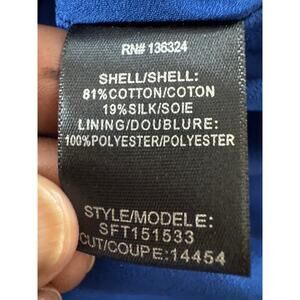 RN# 136324
SHELL/SHELL:
81%COTTON/COTON
19%SILK/SOIE
LINING/DOUBLURE:
100%POLYESTER/POLYESTER
STYLE/MODELE:
SFT151533
CUT/COUPE:14454